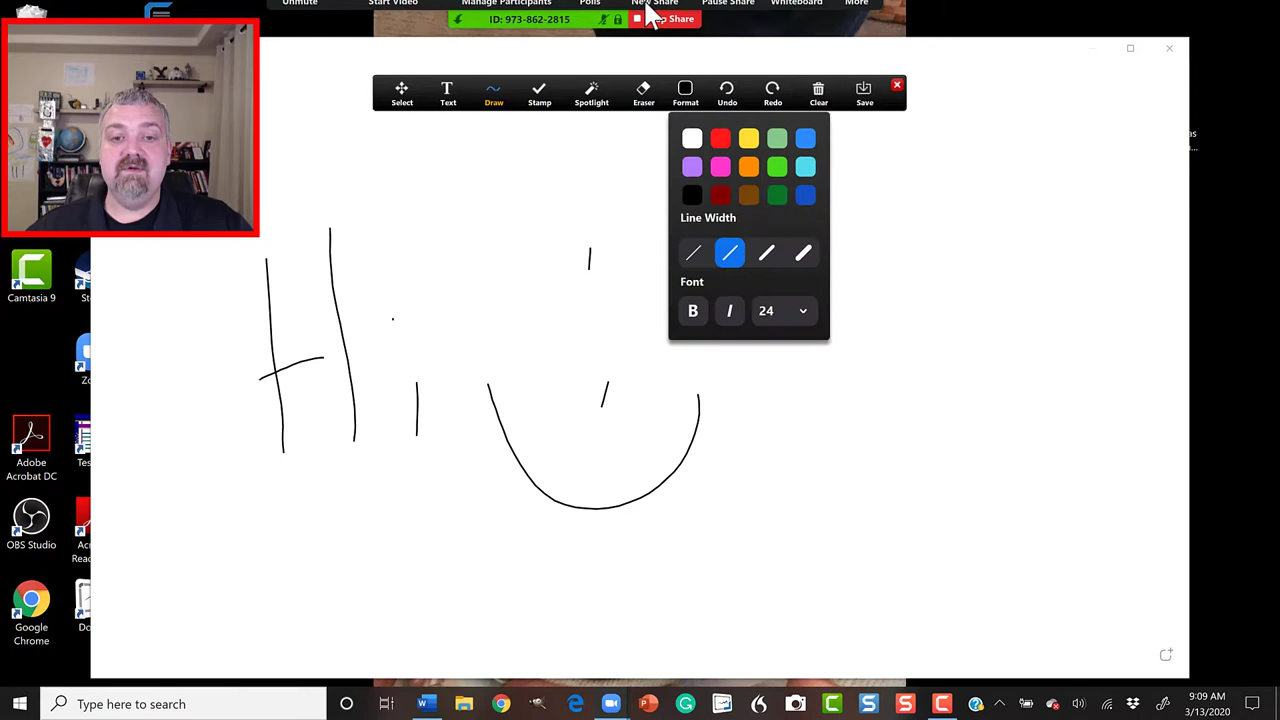 Unmute Start Video Manage Participants Polls New Share Pause Share Whiteboard More
ID: 973-862-2815 Share
Select Text Draw Stamp Spotlight Eraser Format Undo Redo Clear Save
Line Width
Font
B I 24
Hi
Camtasia 9
Adobe
Acrobat DC
OBS Studio
Google
Chrome
Type here to search
9:09 AM
3/13/2020